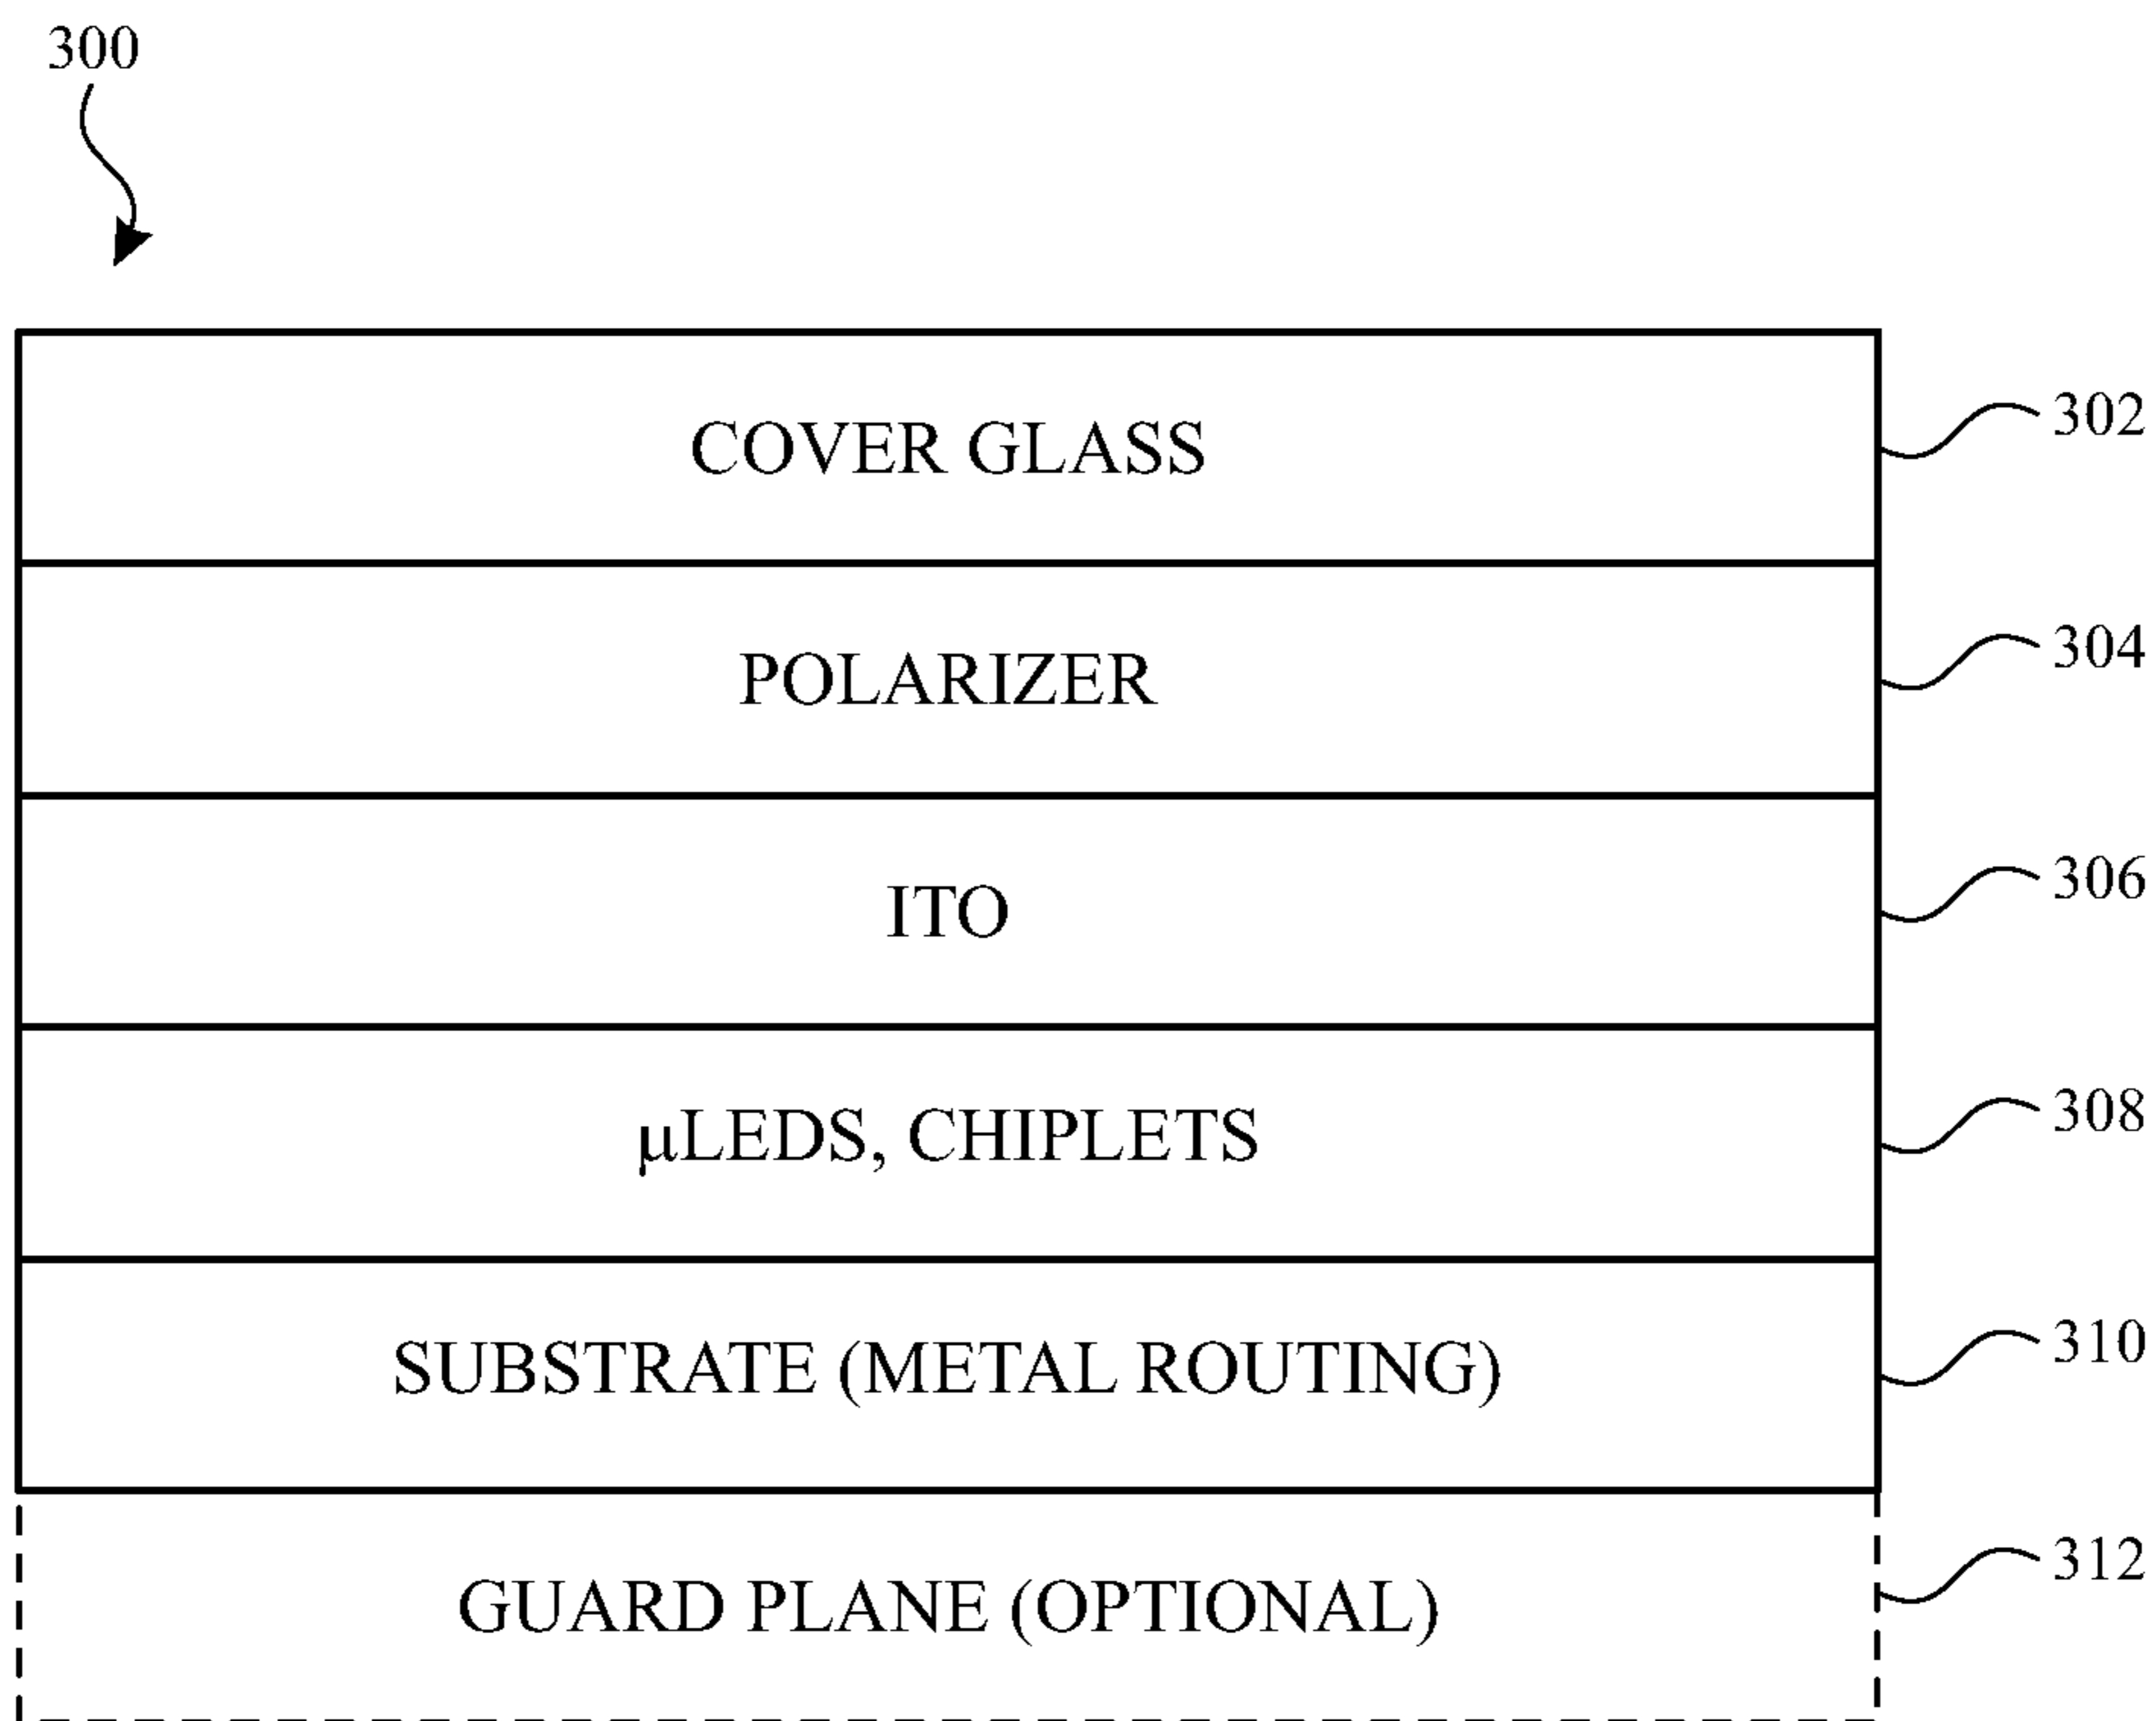 300
COVER GLASS
302
POLARIZER
304
ITO
306
µLEDS, CHIPLETS
308
SUBSTRATE (METAL ROUTING)
310
GUARD PLANE (OPTIONAL)
312